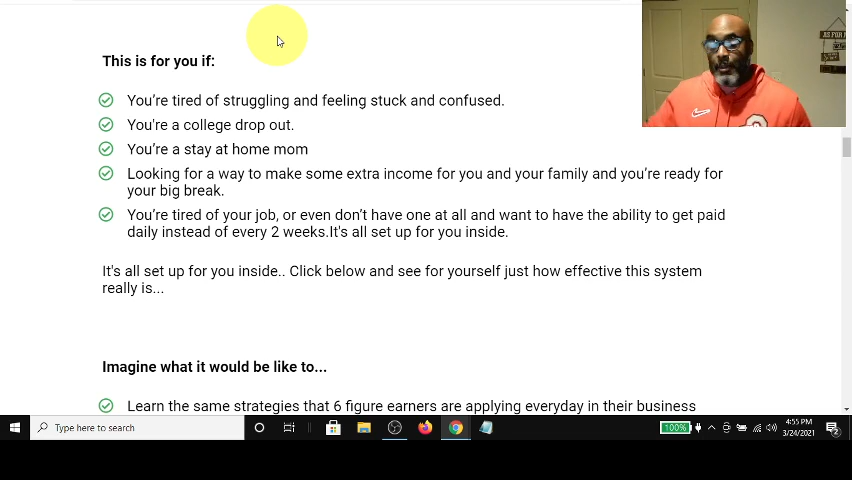 This is for you if:
You're tired of struggling and feeling stuck and confused.
You're a college drop out.
You're a stay at home mom
Looking for a way to make some extra income for you and your family and you're ready for
your big break.
You're tired of your job, or even don't have one at all and want to have the ability to get paid
daily instead of every 2 weeks.It's all set up for you inside.
It's all set up for you inside.. Click below and see for yourself just how effective this system
really is...
Imagine what it would be like to...
Learn the same strategies that 6 figure earners are applying everyday in their business
Type here to search
100%
4:55 PM
3/24/2021
2